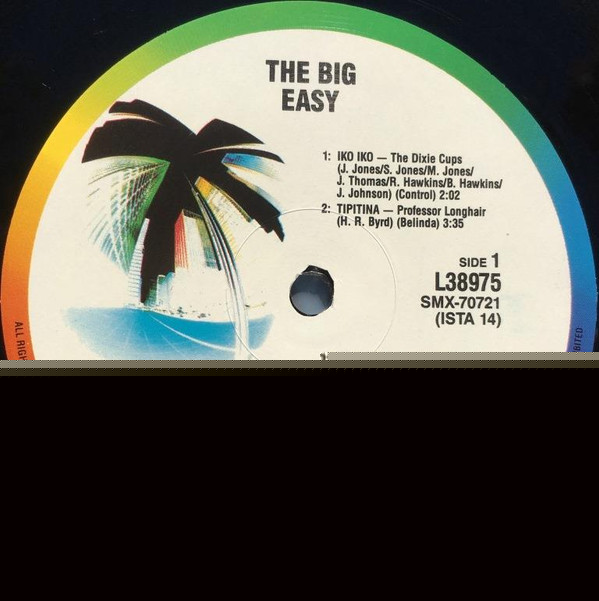 THE BIG
EASY
1: IKO IKO — The Dixie Cups
(J. Jones/S. Jones/M. Jones/
J. Thomas/R. Hawkins/B. Hawkins/
J. Johnson) (Control) 2:02
2: TIPITINA — Professor Longhair
(H. R. Byrd) (Belinda) 3:35
SIDE 1
L38975
SMX-70721
(ISTA 14)
ALL